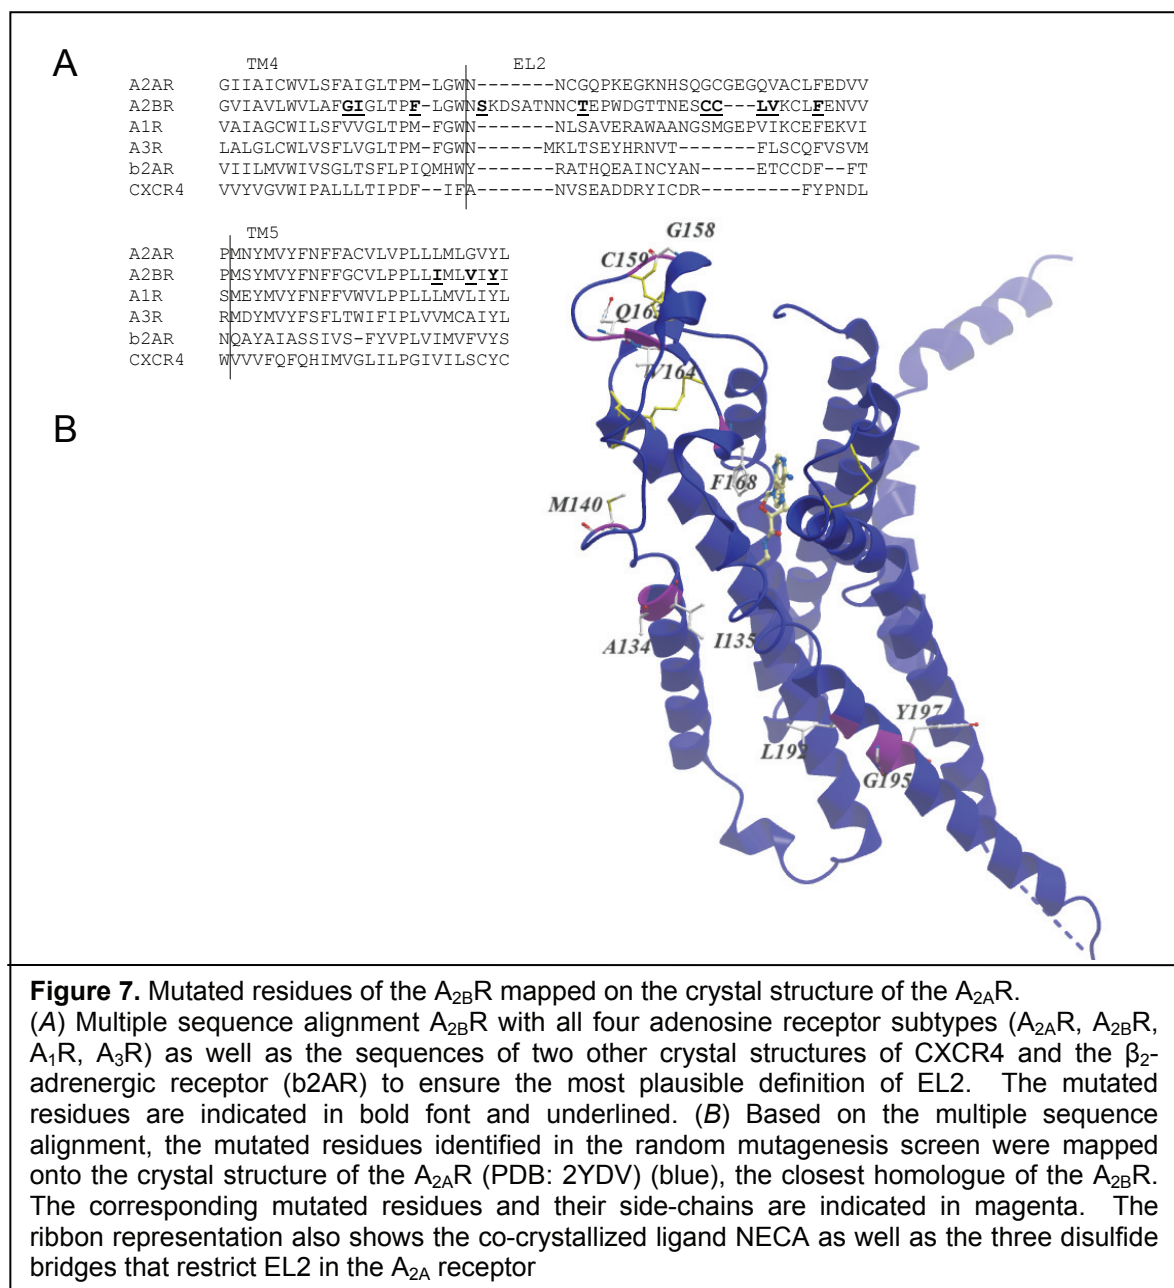 A
TM4 EL2
A2AR GIIAICWVLSFAIGLTPM-LGWN-------NCGQPKEGKNHSQGCGEGQVACLFEDVV
A2BR GVIAVLWVLAFGIGLTPF-LGWNSKDSATNNCTEPWDGTTNESCC---LVKCLFENVV
A1R VAIAGCWILSFVVGLTPM-FGWN-------NLSAVERAWAANGSMGEPVIKCEFEKVI
A3R LALGLCWLVSFLVGLTPM-FGWN-------MKLTSEYHRNVT-------FLSCQFVSVM
b2AR VIILMVWIVSGLTSFLPIQMHWY-------RATHQEAINCYAN----ETCCDF--FT
CXCR4 VVYVGVWIPALLLTIPDF--IFA-------NVSEADDRYICDR---------FYPNDL
TM5
A2AR PMNYMVYFNFFACVLVPLLLMLGVYL
A2BR PMSYMVYFNFFGCVLPPLLIMLVIYI
A1R SMEYMVYFNFFVWVLPPLLLMVLIYL
A3R RMDYMVYFSFLTWIFIPLVVMCAIYL
b2AR NQAYAIASSIVS-FYVPLVIMVFVYS
CXCR4 WVVVFQFQHIMVGLILPGIVILSCYC
B
G158
C159
Q163
V164
F168
M140
A134
I135
Y197
L192
G195
Figure 7. Mutated residues of the A2BR mapped on the crystal structure of the A2AR.
(A) Multiple sequence alignment A2BR with all four adenosine receptor subtypes (A2AR, A2BR,
A1R, A3R) as well as the sequences of two other crystal structures of CXCR4 and the β2-
adrenergic receptor (b2AR) to ensure the most plausible definition of EL2. The mutated
residues are indicated in bold font and underlined. (B) Based on the multiple sequence
alignment, the mutated residues identified in the random mutagenesis screen were mapped
onto the crystal structure of the A2AR (PDB: 2YDV) (blue), the closest homologue of the A2BR.
The corresponding mutated residues and their side-chains are indicated in magenta. The
ribbon representation also shows the co-crystallized ligand NECA as well as the three disulfide
bridges that restrict EL2 in the A2A receptor